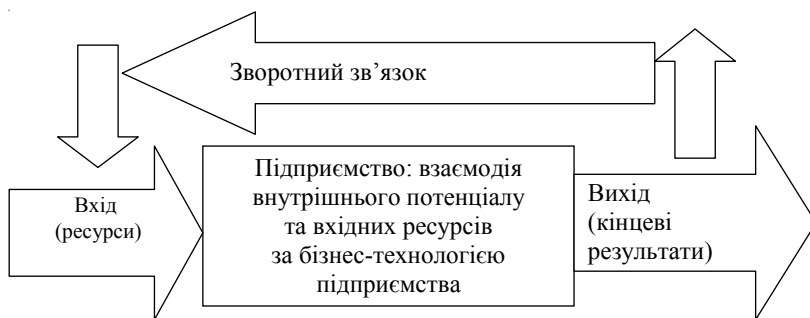 Зворотний зв’язок
Вхід
(ресурси)
Підприємство: взаємодія
внутрішнього потенціалу
та вхідних ресурсів
за бізнес-технологією
підприємства
Вихід
(кінцеві
результати)